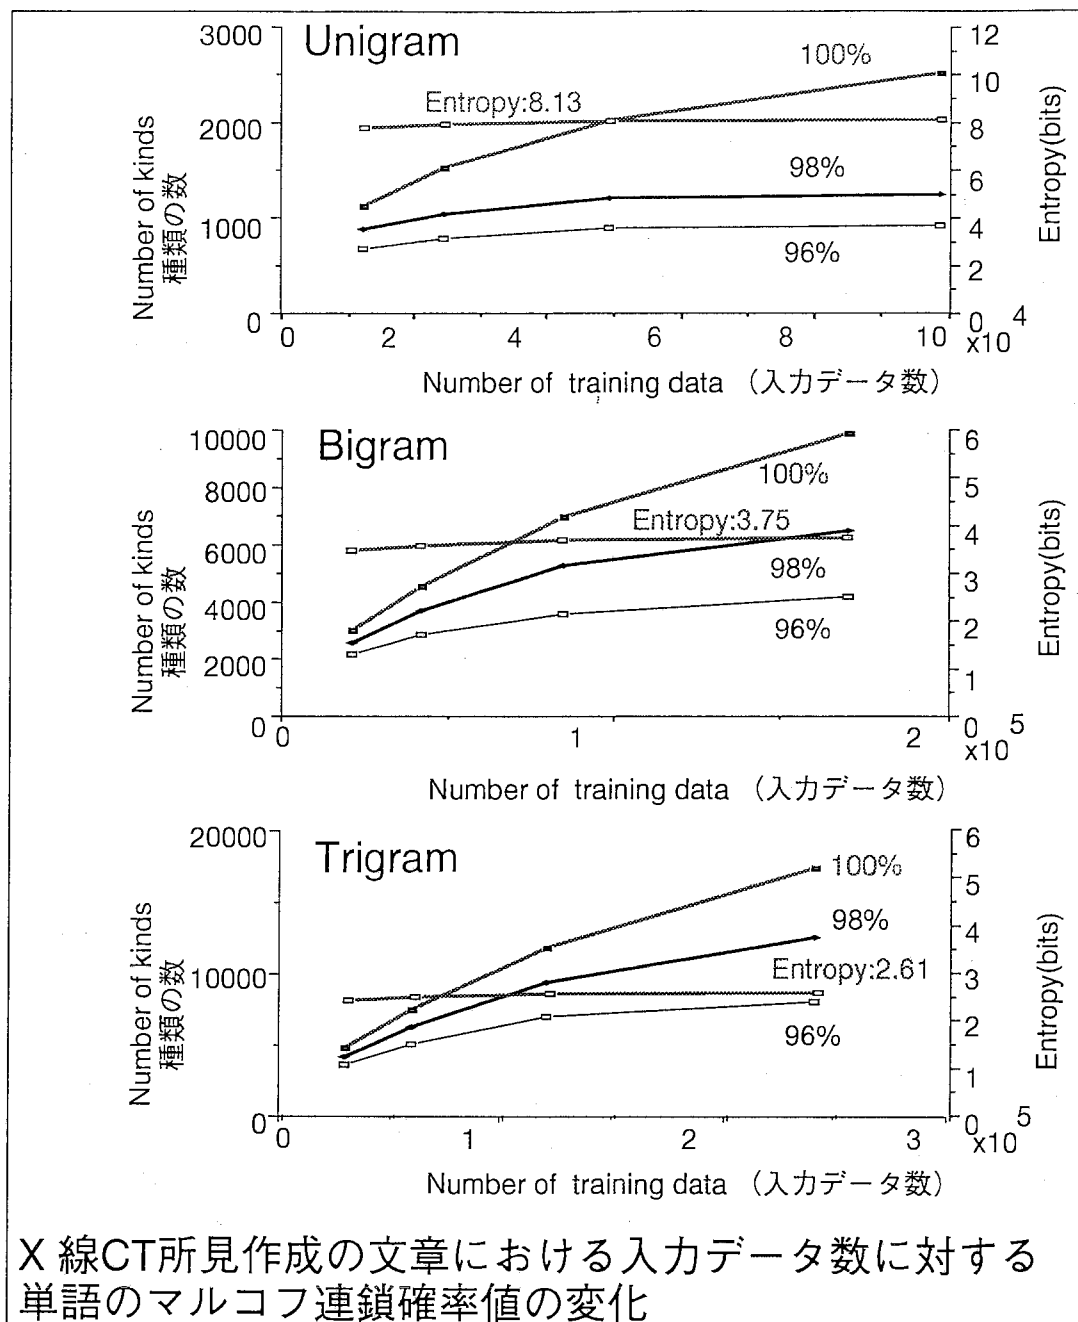 Unigram
3000
2000
1000
0
Number of kinds
種類の数
100%
Entropy:8.13
98%
96%
12
10
8
6
4
2
0
Entropy(bits)
0 2 4 6 8 10 x10 4
Number of training data （入力データ数）
Bigram
10000
8000
6000
4000
2000
0
Number of kinds
種類の数
100%
Entropy:3.75
98%
96%
6
5
4
3
2
1
0
Entropy(bits)
0 1 2 x10 5
Number of training data （入力データ数）
Trigram
20000
10000
0
Number of kinds
種類の数
100%
98%
Entropy:2.61
96%
6
5
4
3
2
1
0
Entropy(bits)
0 1 2 3 x10 5
Number of training data （入力データ数）
X 線CT所見作成の文章における入力データ数に対する
単語のマルコフ連鎖確率値の変化